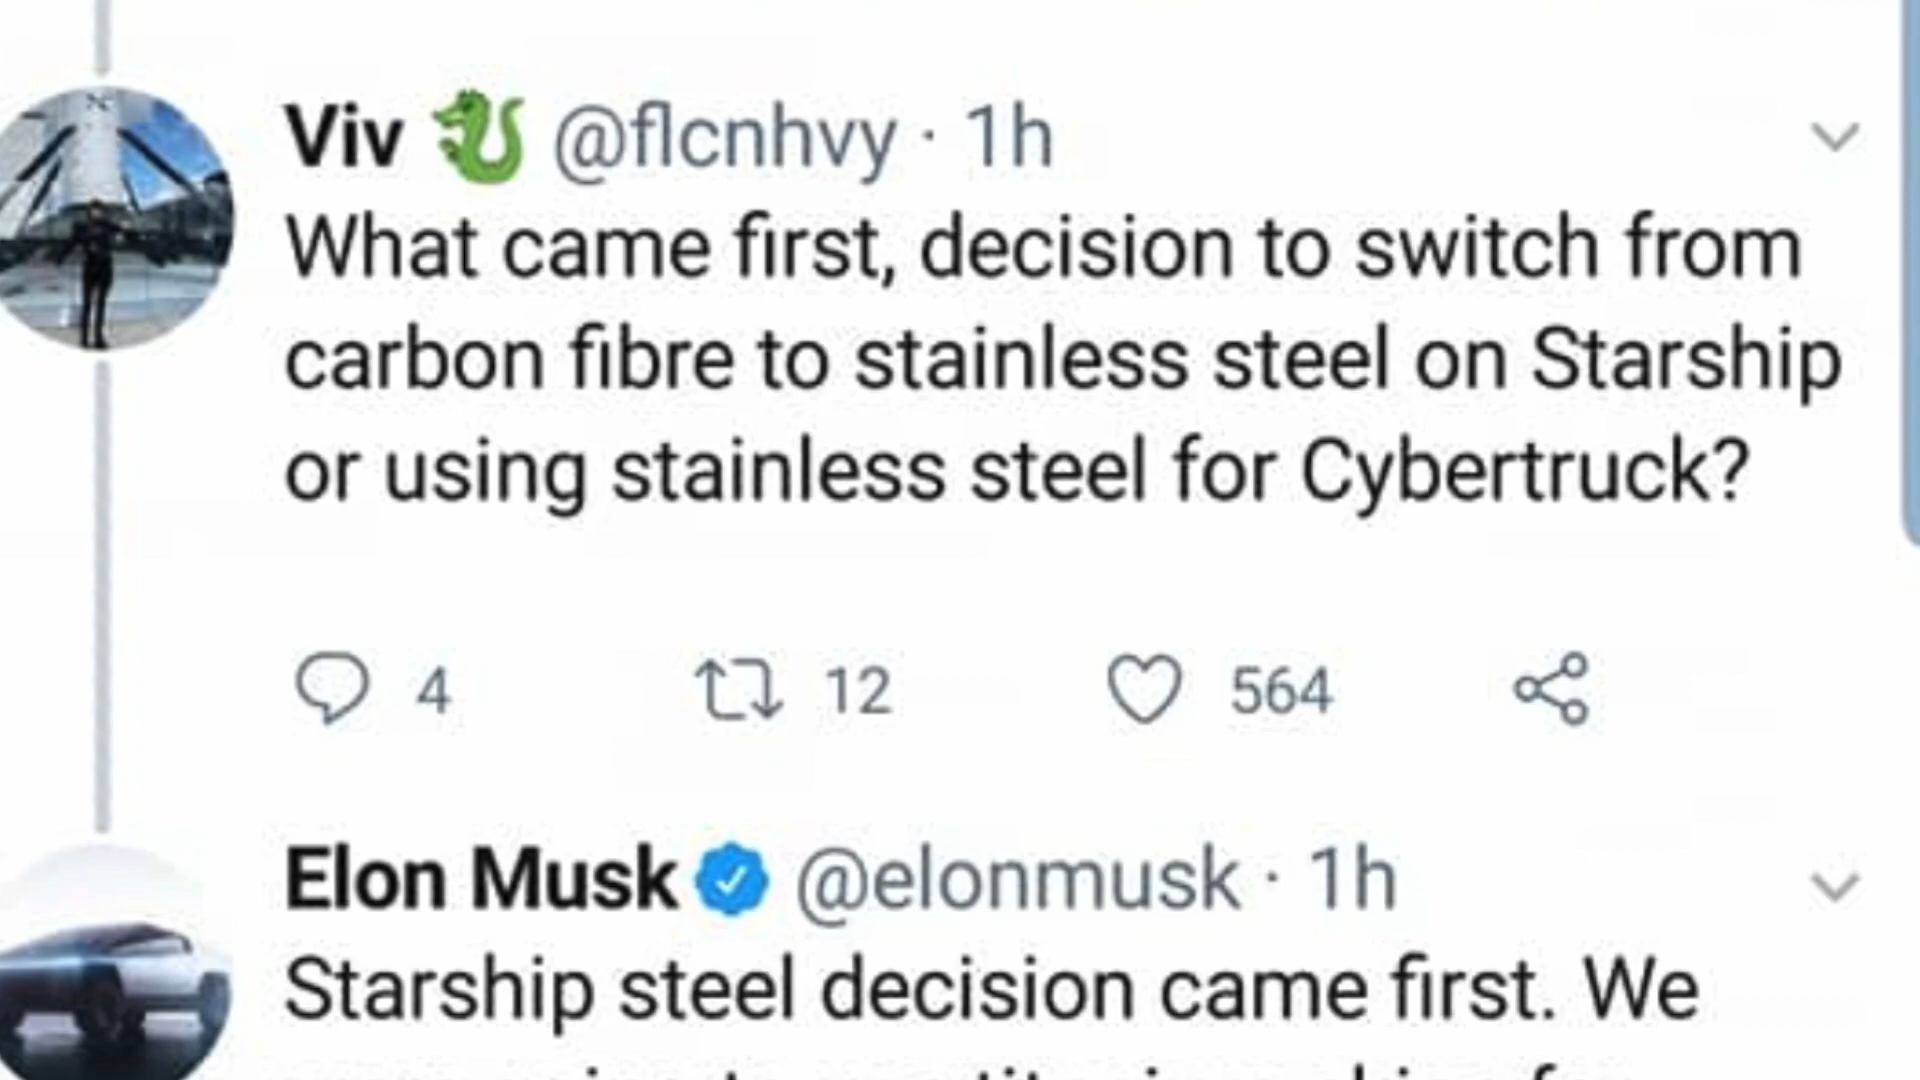 Viv 🐉 @flcnhvy · 1h
What came first, decision to switch from
carbon fibre to stainless steel on Starship
or using stainless steel for Cybertruck?
4 12 564
Elon Musk @elonmusk · 1h
Starship steel decision came first. We